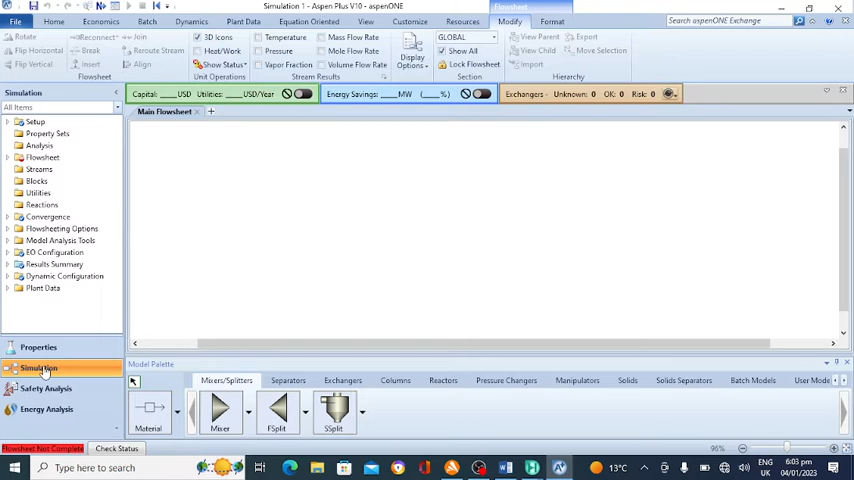 Simulation 1 - Aspen Plus V10 - aspenONE
Flowsheet
File Home Economics Batch Dynamics Plant Data Equation Oriented View Customize Resources Modify Format Search aspenONE Exchange
Rotate Reconnect Join 3D Icons Temperature Mass Flow Rate GLOBAL View Parent Export
Flip Horizontal Break Reroute Stream Heat/Work Pressure Mole Flow Rate Display Options Show All View Child Move Selection
Flip Vertical Insert Align Show Status Vapor Fraction Volume Flow Rate Lock Flowsheet Import
Flowsheet Unit Operations Stream Results Section Hierarchy
Simulation
Capital: ____USD Utilities: ____USD/Year Energy Savings: ____MW (____%) Exchangers - Unknown: 0 OK: 0 Risk: 0
All Items
Main Flowsheet +
Setup
Property Sets
Analysis
Flowsheet
Streams
Blocks
Utilities
Reactions
Convergence
Flowsheeting Options
Model Analysis Tools
EO Configuration
Results Summary
Dynamic Configuration
Plant Data
Properties
Simulation
Safety Analysis
Energy Analysis
Model Palette
Mixers/Splitters Separators Exchangers Columns Reactors Pressure Changers Manipulators Solids Solids Separators Batch Models User Mode
Material Mixer FSplit SSplit
Flowsheet Not Complete Check Status 96%
Type here to search 13°C ENG 6:03 pm
UK 04/01/2023